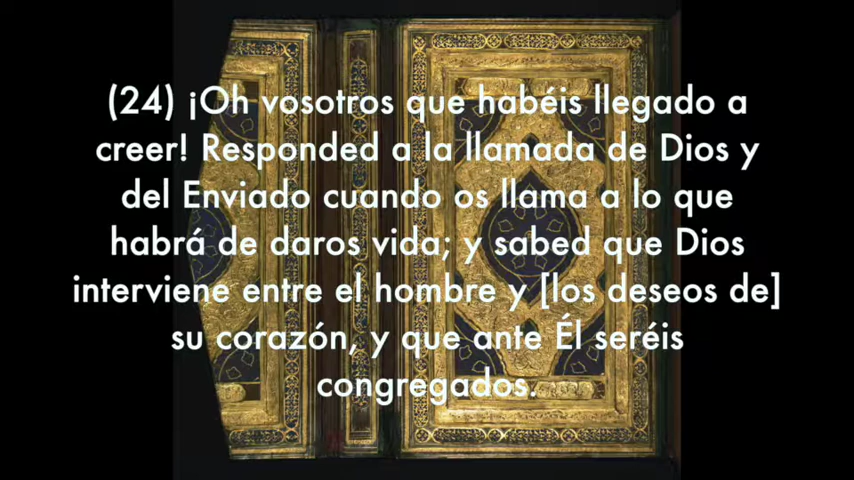 (24) ¡Oh vosotros que habéis llegado a
creer! Responded a la llamada de Dios y
del Enviado cuando os llama a lo que
habrá de daros vida; y sabed que Dios
interviene entre el hombre y [los deseos de]
su corazón, y que ante Él seréis
congregados.